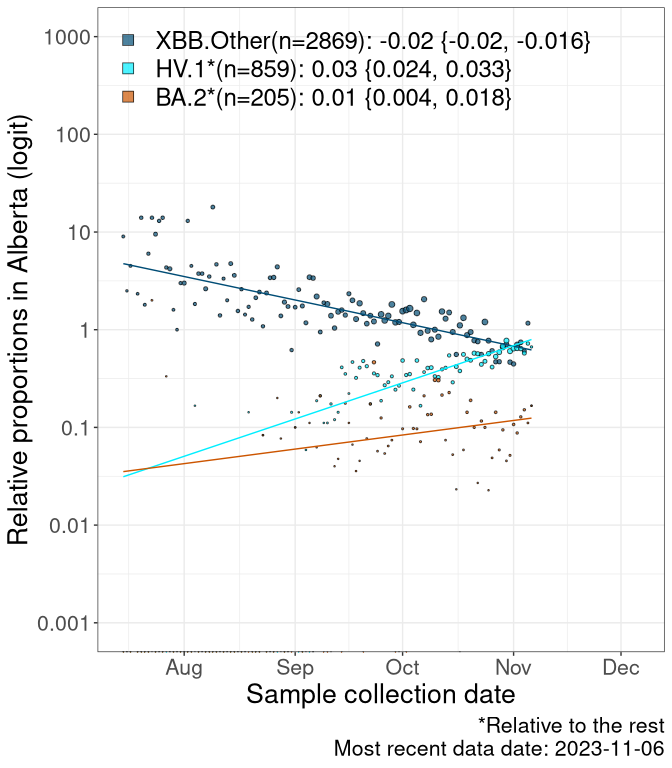 XBB.Other(n=2869): -0.02 {-0.02, -0.016}
HV.1*(n=859): 0.03 {0.024, 0.033}
BA.2*(n=205): 0.01 {0.004, 0.018}
Relative proportions in Alberta (logit)
1000
100
10
1
0.1
0.01
0.001
Aug Sep Oct Nov Dec
Sample collection date
*Relative to the rest
Most recent data date: 2023-11-06